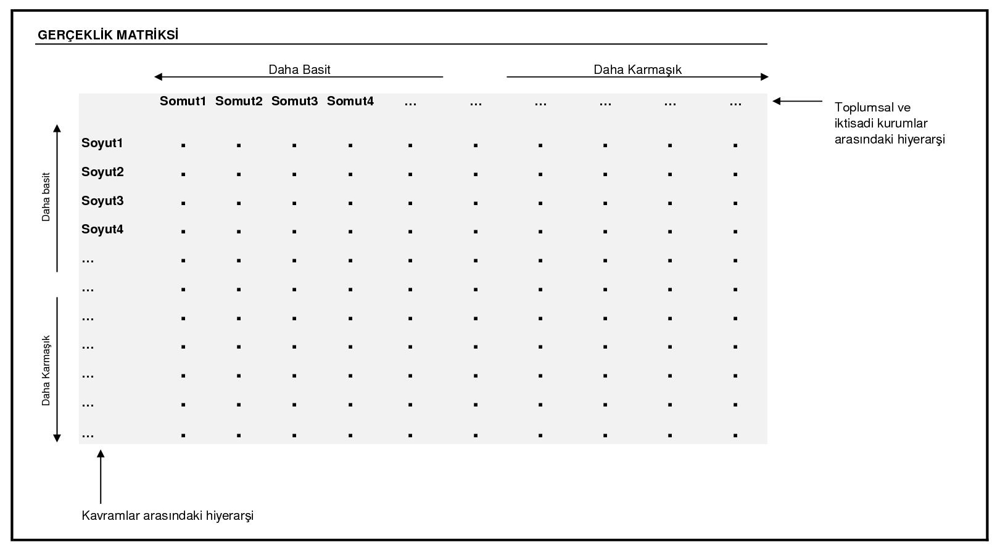 GERÇEKLİK MATRİKSİ
Daha Basit
Daha Karmaşık
Somut1 Somut2 Somut3 Somut4 ... ... ... ... ... ...
Toplumsal ve
iktisadi kurumlar
arasındaki hiyerarşi
Daha basit
Soyut1 . . . . . . . . . .
Soyut2 . . . . . . . . . .
Soyut3 . . . . . . . . . .
Soyut4 . . . . . . . . . .
... . . . . . . . . . .
... . . . . . . . . . .
Daha Karmaşık
... . . . . . . . . . .
... . . . . . . . . . .
... . . . . . . . . . .
... . . . . . . . . . .
... . . . . . . . . . .
Kavramlar arasındaki hiyerarşi